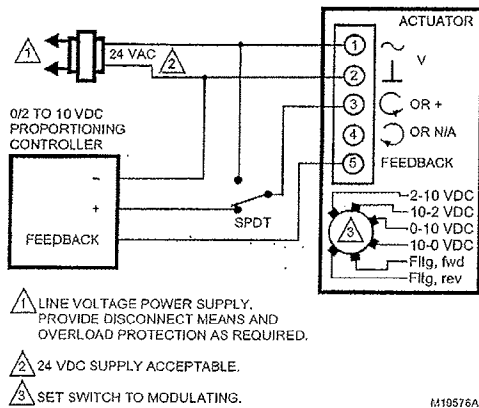 ACTUATOR
1
24 VAC
2
1
V
2
0/2 TO 10 VDC
PROPORTIONING
CONTROLLER
3
OR +
4
OR N/A
5
FEEDBACK
−
+
SPDT
FEEDBACK
3
2-10 VDC
10-2 VDC
0-10 VDC
10-0 VDC
Fltg, fwd
Fltg, rev
1 LINE VOLTAGE POWER SUPPLY.
PROVIDE DISCONNECT MEANS AND
OVERLOAD PROTECTION AS REQUIRED.
2 24 VDC SUPPLY ACCEPTABLE.
3 SET SWITCH TO MODULATING.
M19576A